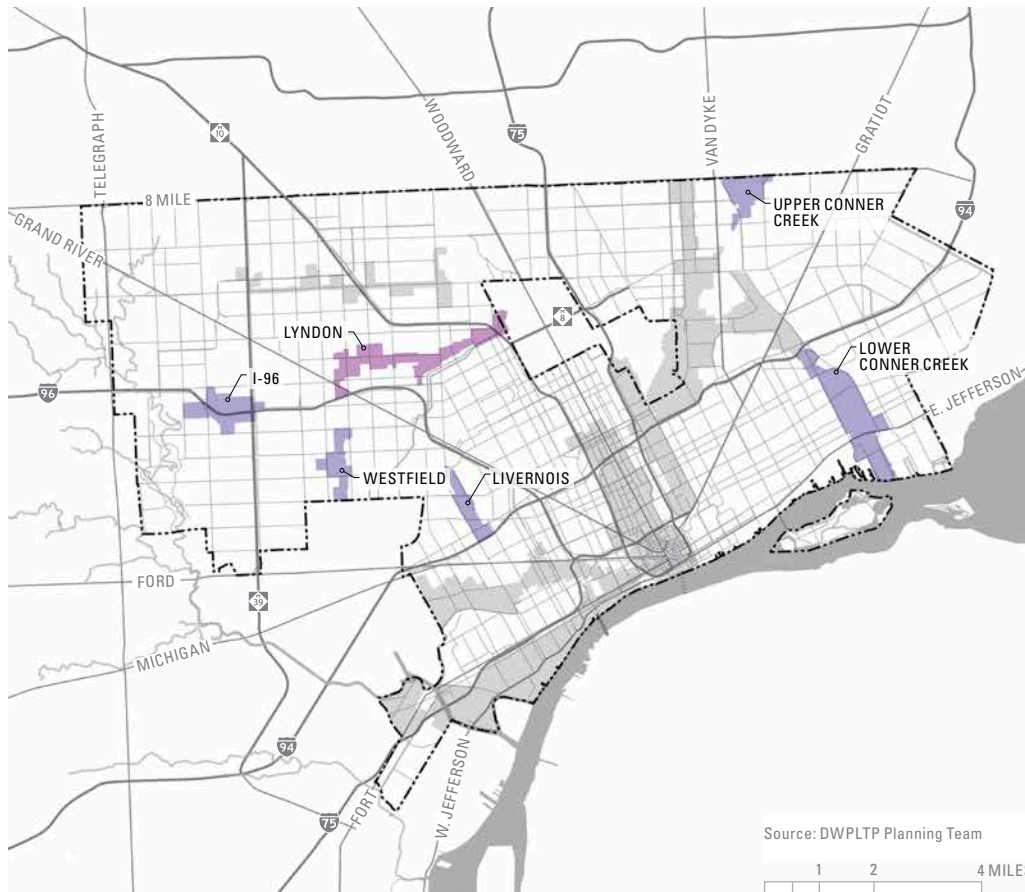 TELEGRAPH
M
10
WOODWARD
75
VAN DYKE
GRATIOT
8 MILE
UPPER CONNER
CREEK
94
GRAND RIVER
M
8
LYNDON
LOWER
CONNER CREEK
I-96
96
E. JEFFERSON
WESTFIELD
LIVERNOIS
FORD
M
39
MICHIGAN
94
FORT
W. JEFFERSON
75
Source: DWPLTP Planning Team
1 2 4 MILES